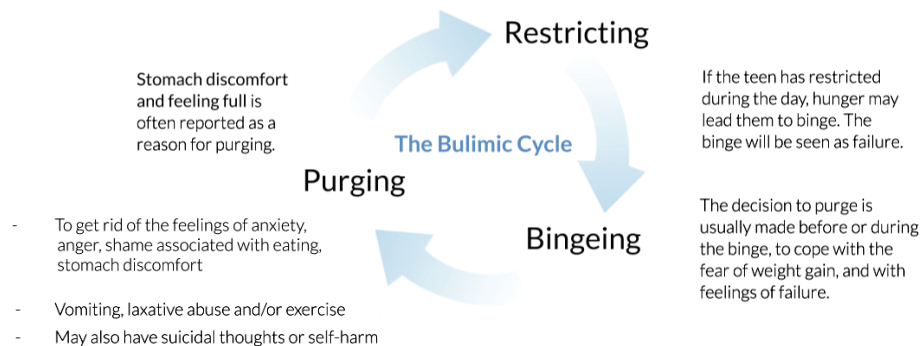 Restricting
Stomach discomfort
and feeling full is
often reported as a
reason for purging.
If the teen has restricted
during the day, hunger may
lead them to binge. The
binge will be seen as failure.
The Bulimic Cycle
Purging
The decision to purge is
usually made before or during
the binge, to cope with the
fear of weight gain, and with
feelings of failure.
Bingeing
- To get rid of the feelings of anxiety,
anger, shame associated with eating,
stomach discomfort
- Vomiting, laxative abuse and/or exercise
- May also have suicidal thoughts or self-harm